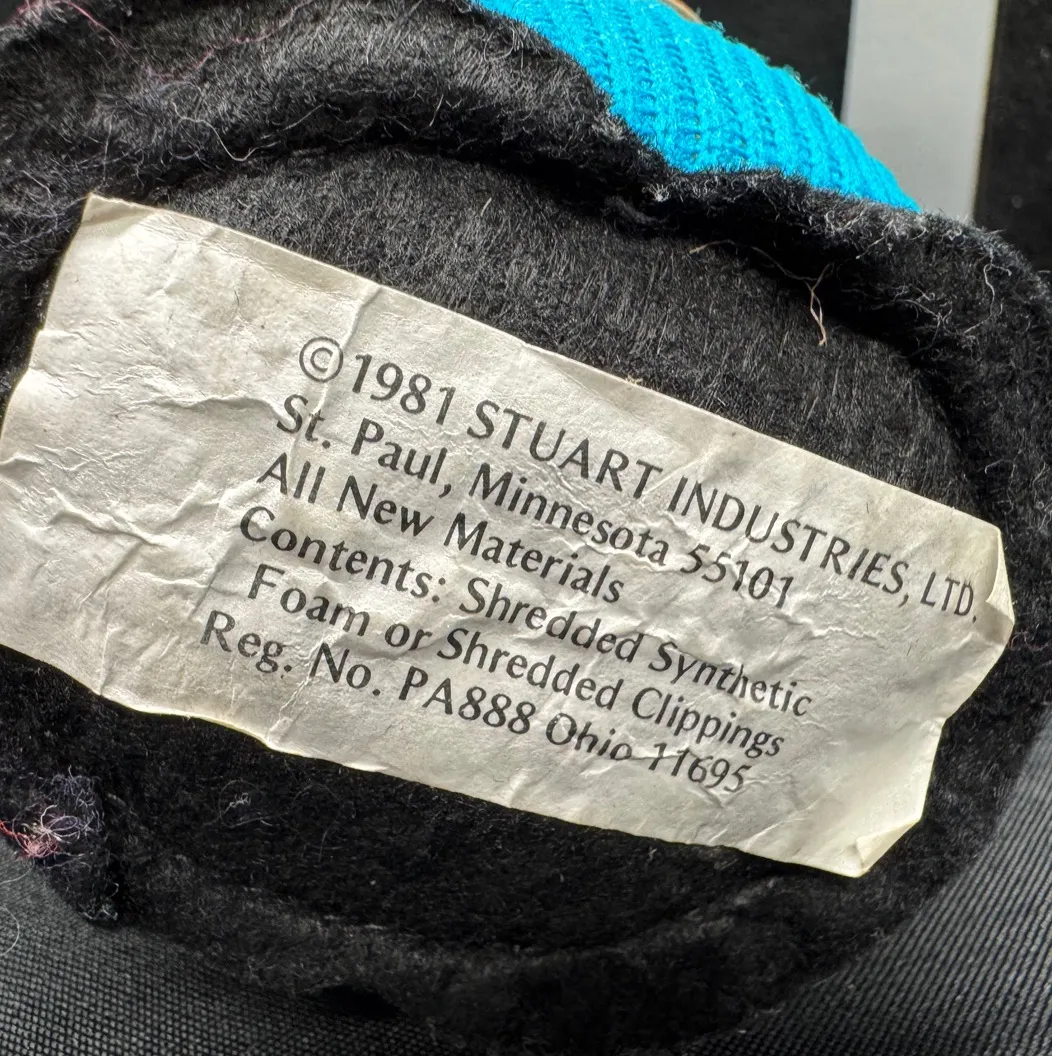 ©1981 STUART INDUSTRIES, LTD.
St. Paul, Minnesota 55101
All New Materials
Contents: Shredded Synthetic
Foam or Shredded Clippings
Reg. No. PA888 Ohio 11695